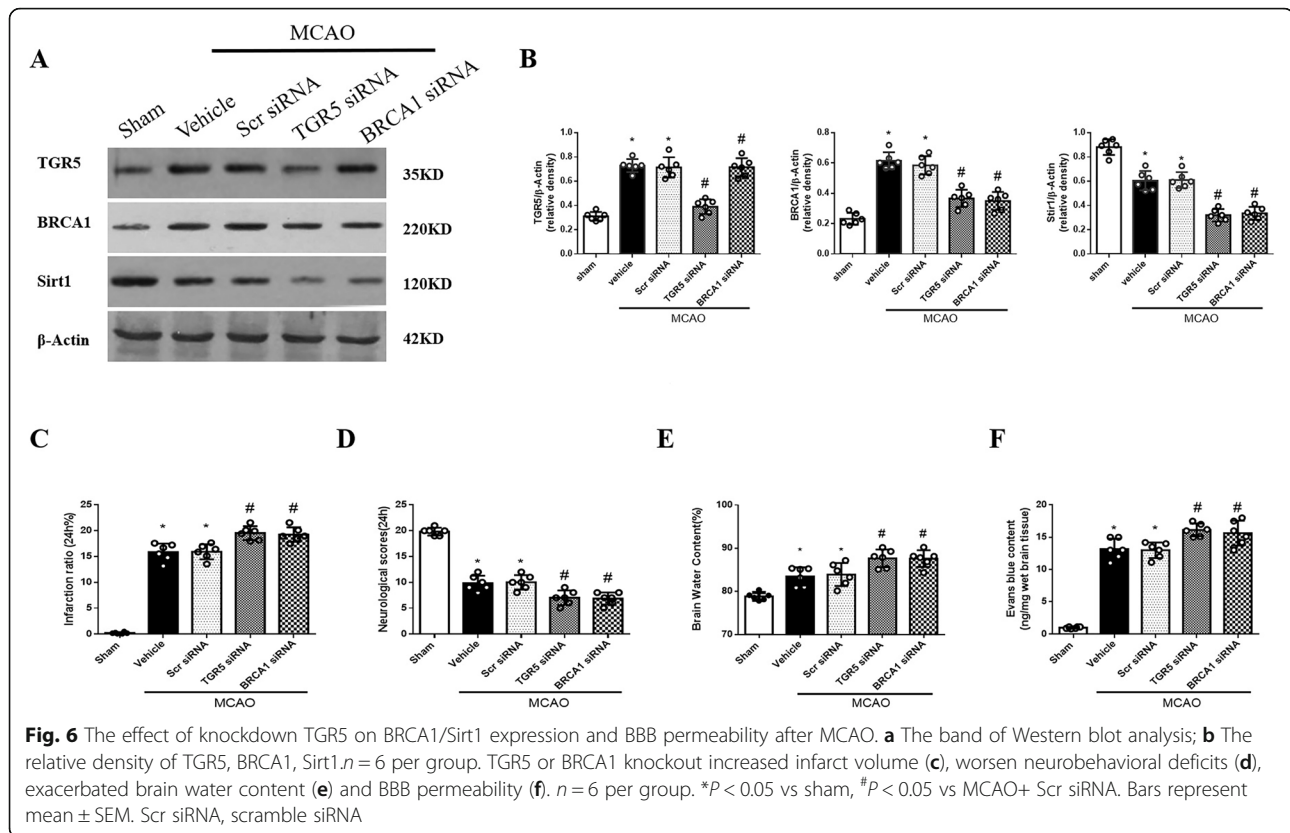 MCAO
A
B
Sham
Vehicle
Scr siRNA
TGR5 siRNA
BRCA1 siRNA
TGR5
35KD
BRCA1
220KD
Sirt1
120KD
β-Actin
42KD
TGR5/β-Actin
(relative density)
1.0
0.8
0.6
0.4
0.2
0.0
*
*
#
#
sham
vehicle
Scr siRNA
TGR5 siRNA
BRCA1 siRNA
MCAO
BRCA1/β-Actin
(relative density)
0.8
0.6
0.4
0.2
0.0
*
*
#
#
sham
vehicle
Scr siRNA
TGR5 siRNA
BRCA1 siRNA
MCAO
Stir1/β-Actin
(relative density)
1.0
0.8
0.6
0.4
0.2
0.0
*
*
#
#
sham
vehicle
Scr siRNA
TGR5 siRNA
BRCA1 siRNA
MCAO
C
D
E
F
Infarction ratio (24h%)
25
20
15
10
5
0
*
*
#
#
Sham
Vehicle
Scr siRNA
TGR5 siRNA
BRCA1 siRNA
MCAO
Neurological scores(24h)
25
20
15
10
5
0
*
*
#
#
Sham
Vehicle
Scr siRNA
TGR5 siRNA
BRCA1 siRNA
MCAO
Brain Water Content(%)
100
90
80
70
*
*
#
#
Sham
Vehicle
Scr siRNA
TGR5 siRNA
BRCA1 siRNA
MCAO
Evans blue content
(ng/mg wet brain tissue)
20
15
10
5
0
*
*
#
#
Sham
Vehicle
Scr siRNA
TGR5 siRNA
BRCA1 siRNA
MCAO
Fig. 6 The effect of knockdown TGR5 on BRCA1/Sirt1 expression and BBB permeability after MCAO. a The band of Western blot analysis; b The
relative density of TGR5, BRCA1, Sirt1.n = 6 per group. TGR5 or BRCA1 knockout increased infarct volume (c), worsen neurobehavioral deficits (d),
exacerbated brain water content (e) and BBB permeability (f). n = 6 per group. *P < 0.05 vs sham, #P < 0.05 vs MCAO+ Scr siRNA. Bars represent
mean ± SEM. Scr siRNA, scramble siRNA